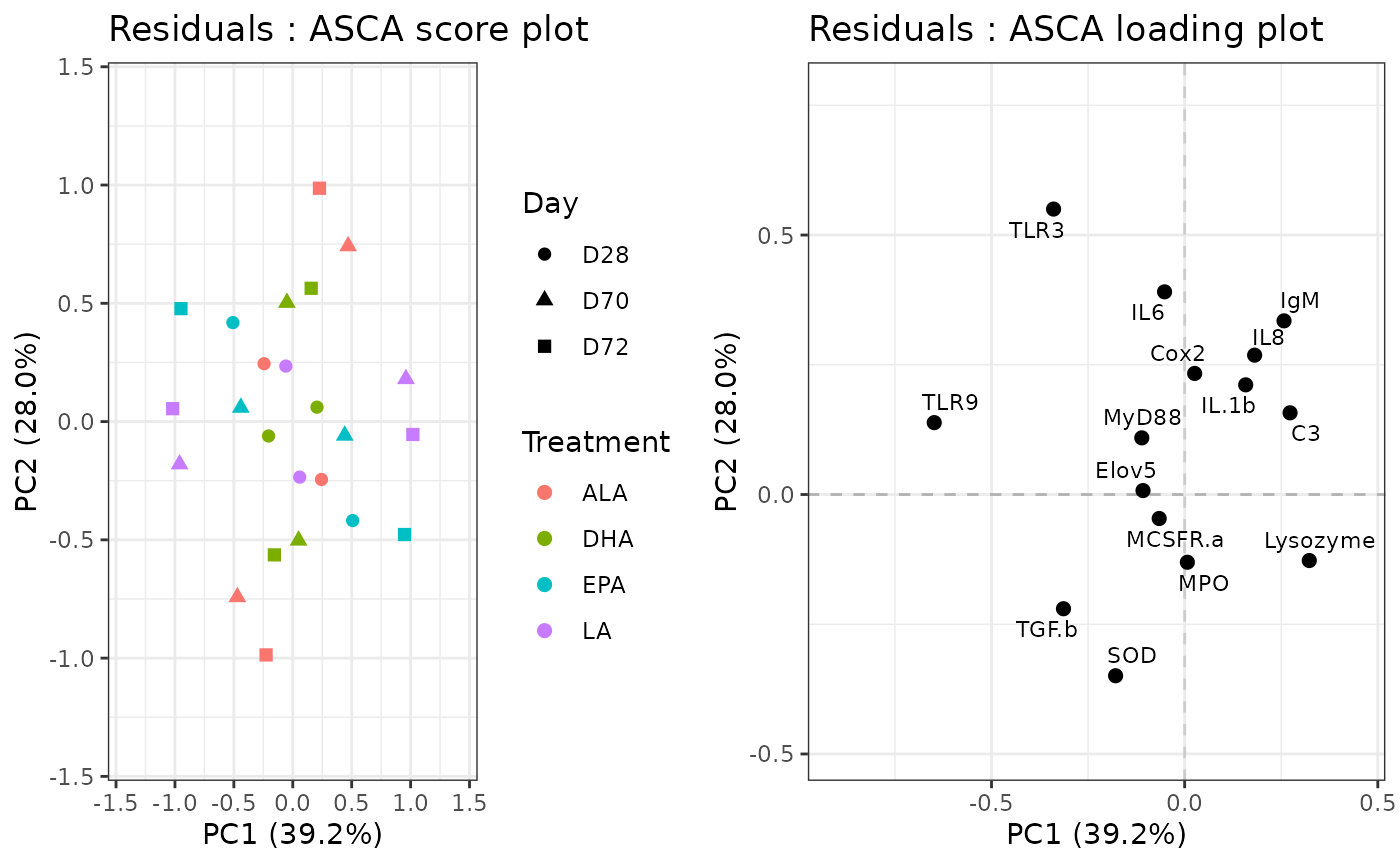 Residuals : ASCA score plot
PC2 (28.0%)
1.5
1.0
0.5
0.0
-0.5
-1.0
-1.5
-1.5 -1.0 -0.5 0.0 0.5 1.0 1.5
PC1 (39.2%)
Day
D28
D70
D72
Treatment
ALA
DHA
EPA
LA
Residuals : ASCA loading plot
PC2 (28.0%)
0.5
0.0
-0.5
TLR3
IL6
IgM
IL8
Cox2
IL.1b
TLR9
MyD88
C3
Elov5
MCSFR.a
Lysozyme
MPO
TGF.b
SOD
-0.5 0.0 0.5
PC1 (39.2%)